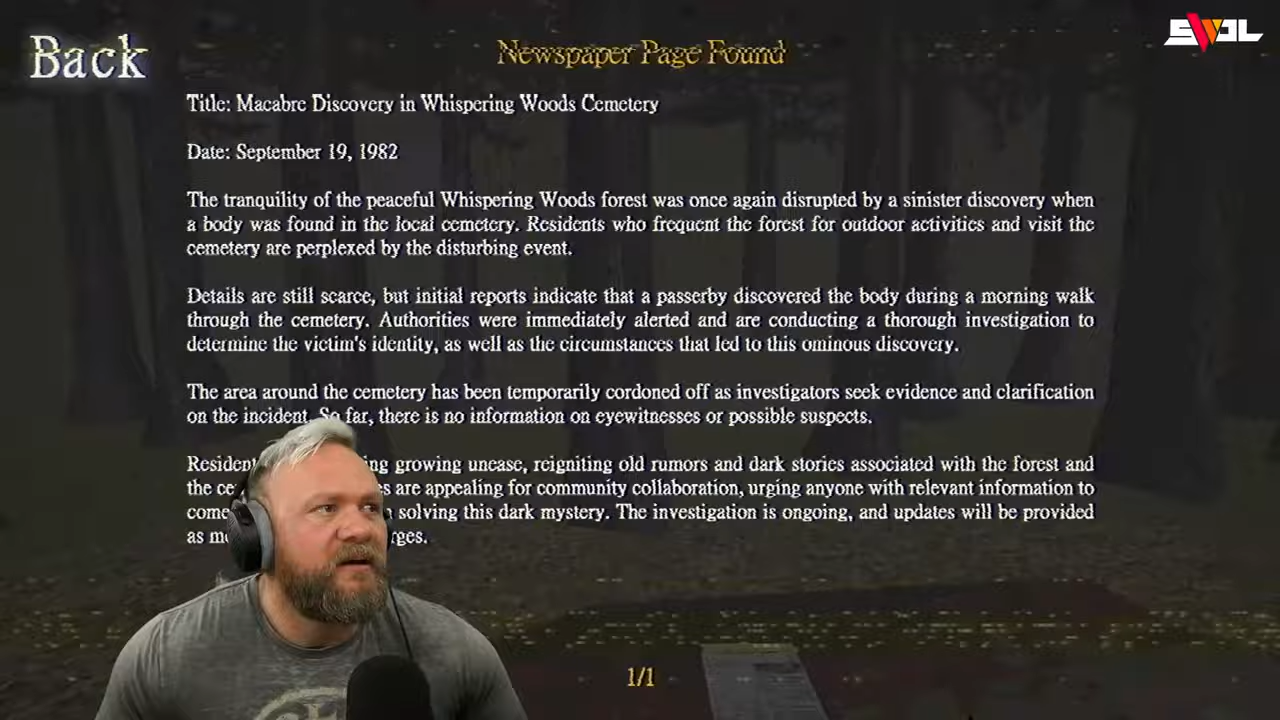 Back
Newspaper Page Found
SWOL
Title: Macabre Discovery in Whispering Woods Cemetery
Date: September 19, 1982
The tranquility of the peaceful Whispering Woods forest was once again disrupted by a sinister discovery when
a body was found in the local cemetery. Residents who frequent the forest for outdoor activities and visit the
cemetery are perplexed by the disturbing event.
Details are still scarce, but initial reports indicate that a passerby discovered the body during a morning walk
through the cemetery. Authorities were immediately alerted and are conducting a thorough investigation to
determine the victim's identity, as well as the circumstances that led to this ominous discovery.
The area around the cemetery has been temporarily cordoned off as investigators seek evidence and clarification
on the incident. So far, there is no information on eyewitnesses or possible suspects.
growing unease, reigniting old rumors and dark stories associated with the forest and
the are appealing for community collaboration, urging anyone with relevant information to
come solving this dark mystery. The investigation is ongoing, and updates will be provided
as
1/1